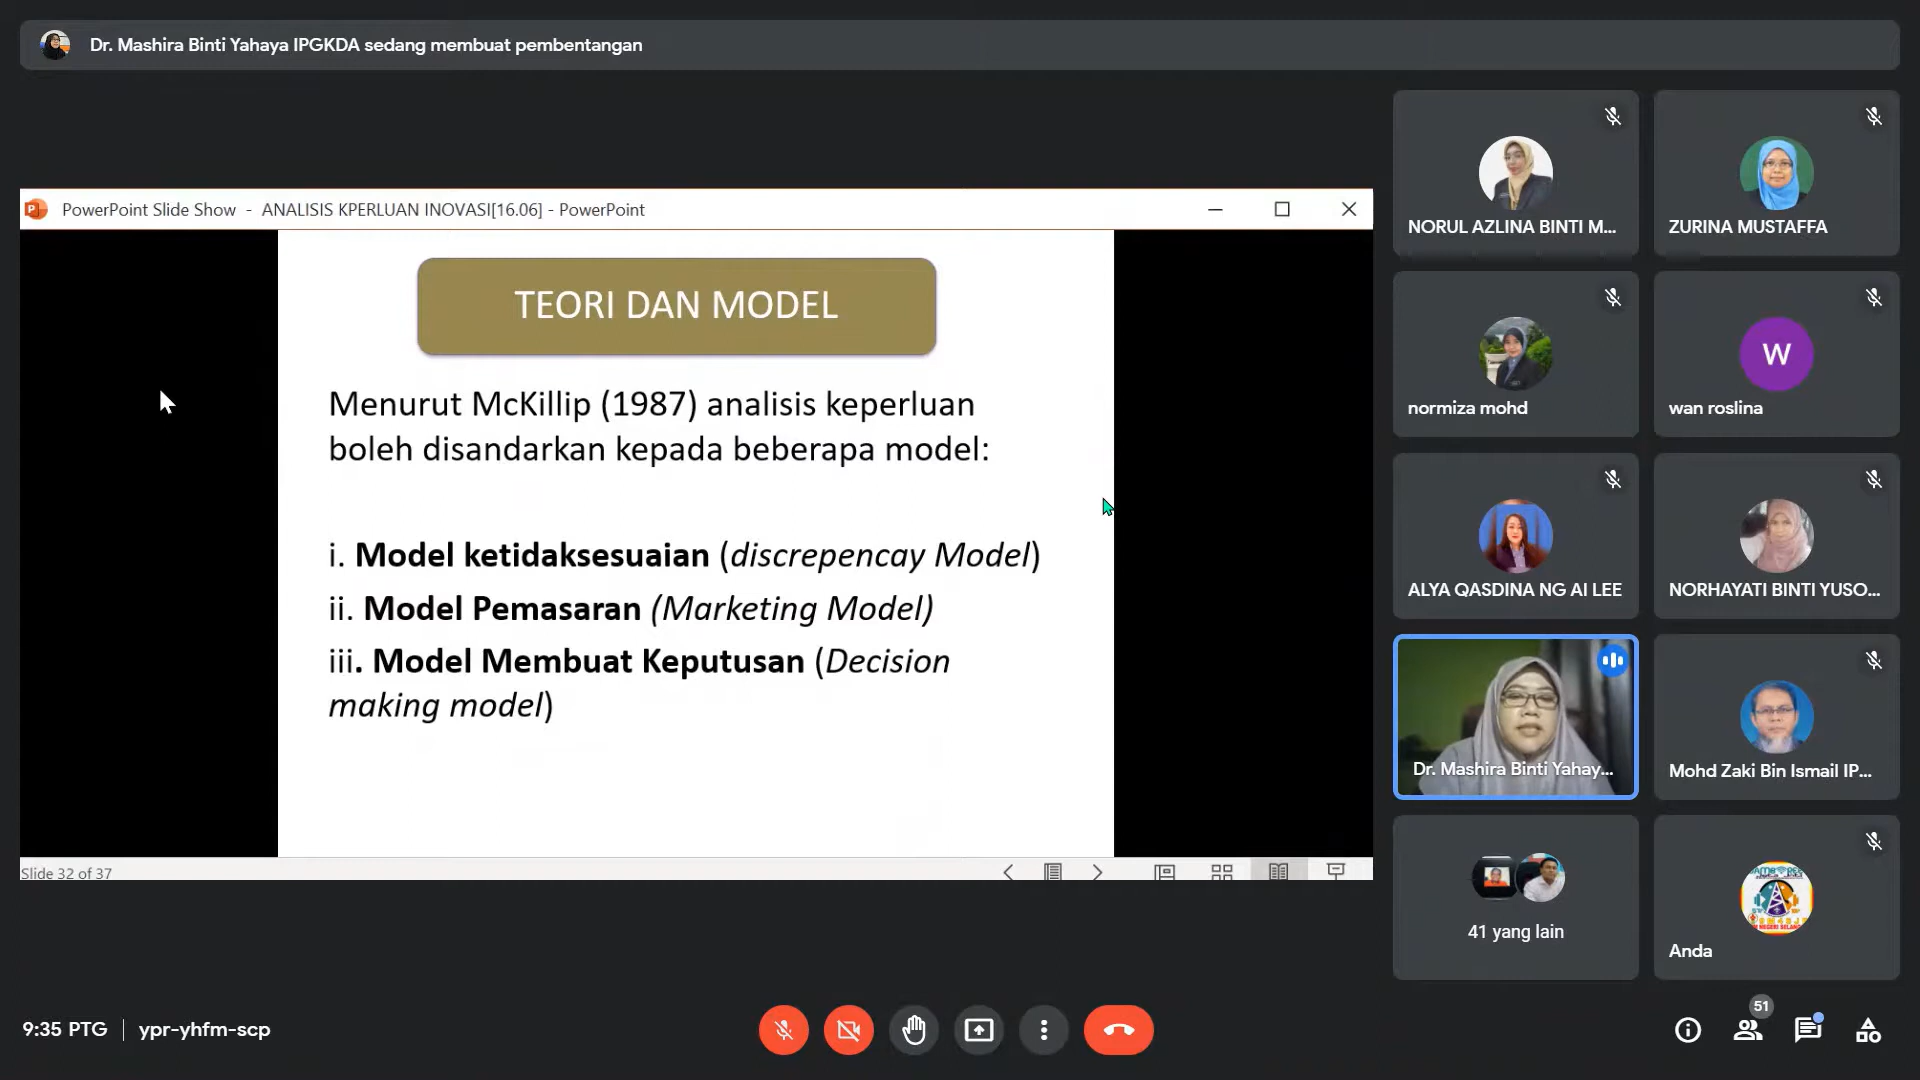 Dr. Mashira Binti Yahaya IPGKDA sedang membuat pembentangan
PowerPoint Slide Show - ANALISIS KPERLUAN INOVASI[16.06] - PowerPoint
TEORI DAN MODEL
Menurut McKillip (1987) analisis keperluan
boleh disandarkan kepada beberapa model:
i. Model ketidaksesuaian (discrepencay Model)
ii. Model Pemasaran (Marketing Model)
iii. Model Membuat Keputusan (Decision
making model)
Slide 32 of 37
NORUL AZLINA BINTI M...
ZURINA MUSTAFFA
normiza mohd
W
wan roslina
ALYA QASDINA NG AI LEE
NORHAYATI BINTI YUSO...
Dr. Mashira Binti Yahay...
Mohd Zaki Bin Ismail IP...
41 yang lain
Anda
9:35 PTG
ypr-yhfm-scp
51